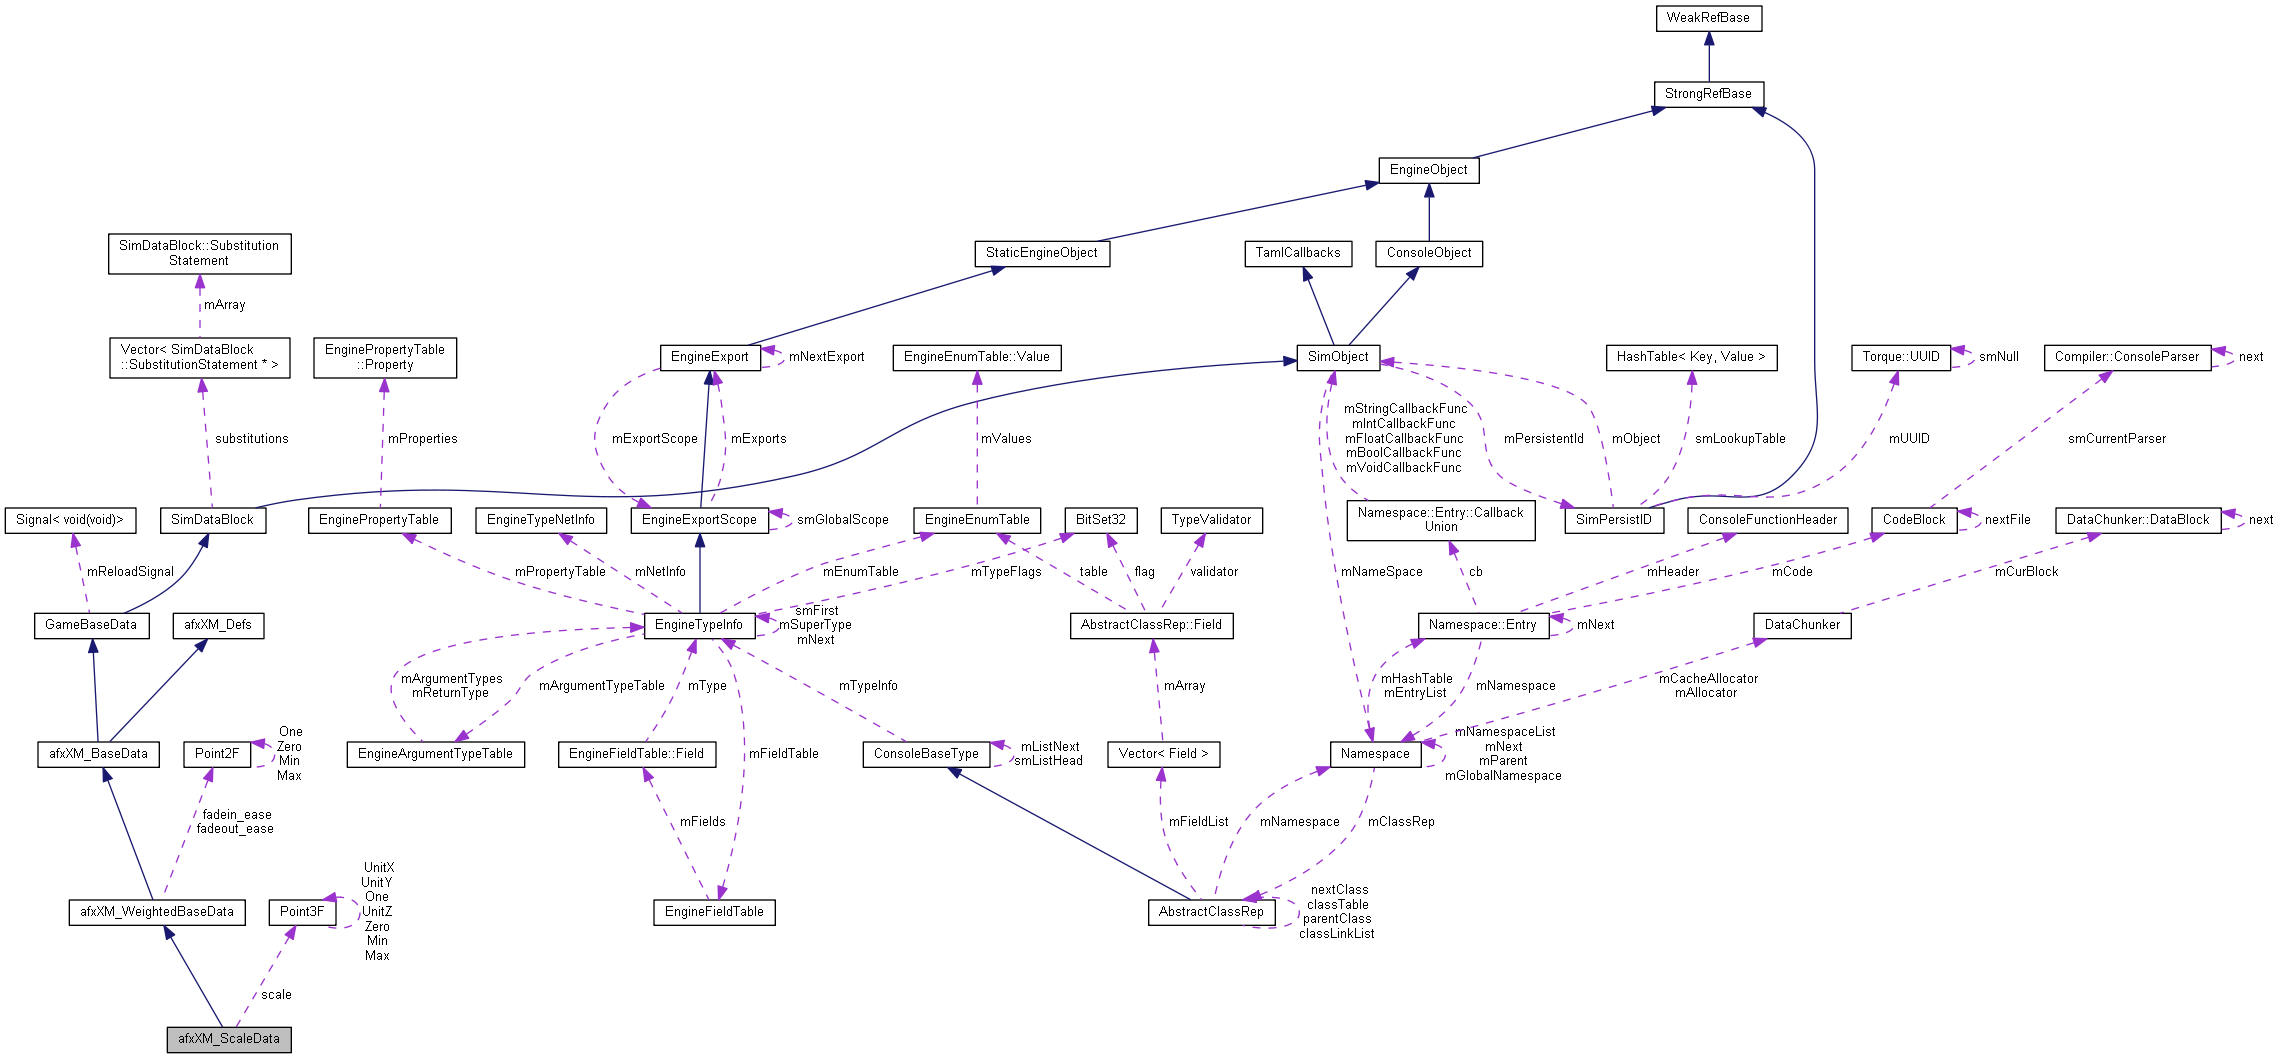 WeakRefBase
StrongRefBase
EngineObject
SimDataBlock::Substitution
Statement
StaticEngineObject
TamlCallbacks
ConsoleObject
mArray
Vector< SimDataBlock
::SubstitutionStatement * >
EnginePropertyTable
::Property
EngineExport
mNextExport
EngineEnumTable::Value
SimObject
HashTable< Key, Value >
Torque::UUID
smNull
Compiler::ConsoleParser
next
substitutions
mProperties
mExportScope
mExports
mValues
mStringCallbackFunc
mIntCallbackFunc
mFloatCallbackFunc
mBoolCallbackFunc
mVoidCallbackFunc
mPersistentId
mObject
smLookupTable
mUUID
smCurrentParser
Signal< void(void)>
SimDataBlock
EnginePropertyTable
EngineTypeNetInfo
EngineExportScope
smGlobalScope
EngineEnumTable
BitSet32
TypeValidator
Namespace::Entry::Callback
Union
SimPersistID
ConsoleFunctionHeader
CodeBlock
nextFile
DataChunker::DataBlock
next
mReloadSignal
mPropertyTable
mNetInfo
mEnumTable
mTypeFlags
table
flag
validator
mNameSpace
cb
mHeader
mCode
mCurBlock
GameBaseData
afxXM_Defs
EngineTypeInfo
smFirst
mSuperType
mNext
AbstractClassRep::Field
Namespace::Entry
mNext
DataChunker
mArgumentTypes
mReturnType
mArgumentTypeTable
mType
mTypeInfo
mArray
mHashTable
mEntryList
mNamespace
mCacheAllocator
mAllocator
afxXM_BaseData
Point2F
One
Zero
Min
Max
EngineArgumentTypeTable
EngineFieldTable::Field
mFieldTable
ConsoleBaseType
mListNext
smListHead
Vector< Field >
Namespace
mNamespaceList
mNext
mParent
mGlobalNamespace
fadein_ease
fadeout_ease
mFields
mFieldList
mNamespace
mClassRep
afxXM_WeightedBaseData
Point3F
UnitX
UnitY
One
UnitZ
Zero
Min
Max
EngineFieldTable
AbstractClassRep
nextClass
classTable
parentClass
classLinkList
scale
afxXM_ScaleData